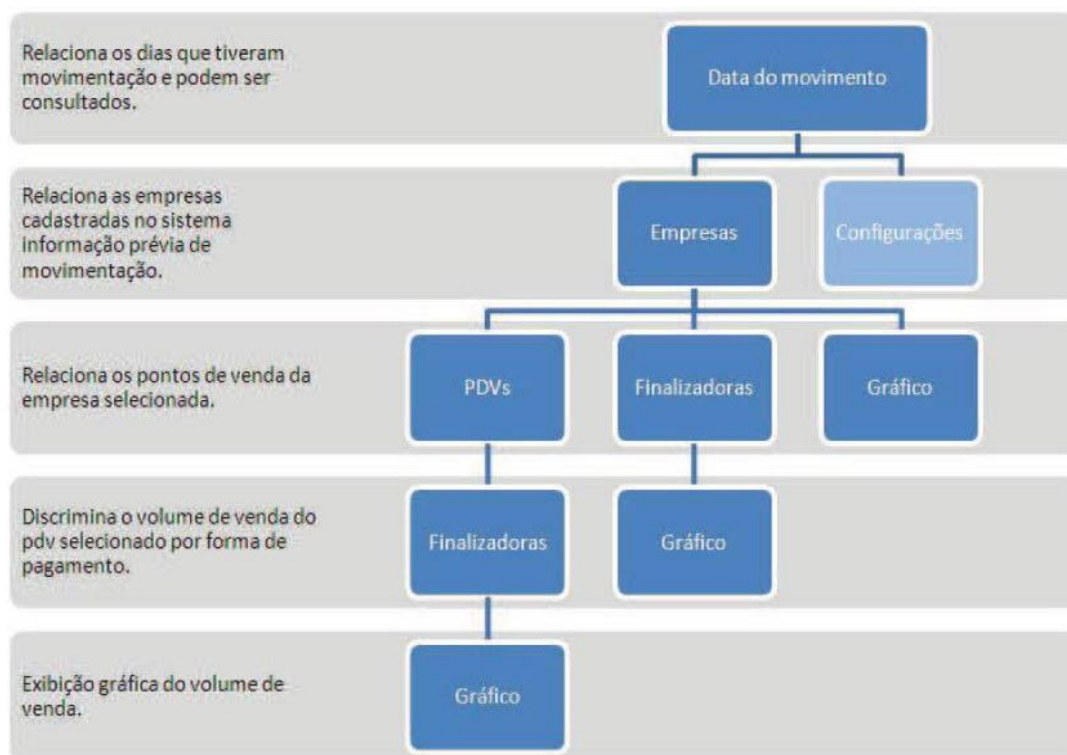 Relaciona os dias que tiveram
movimentação e podem ser
consultados.
Data do movimento
Relaciona as empresas
cadastradas no sistema
informação prévia de
movimentação.
Empresas
Configurações
Relaciona os pontos de venda da
empresa selecionada.
PDVs
Finalizadoras
Gráfico
Discrimina o volume de venda do
pdv selecionado por forma de
pagamento.
Finalizadoras
Gráfico
Exibição gráfica do volume de
venda.
Gráfico